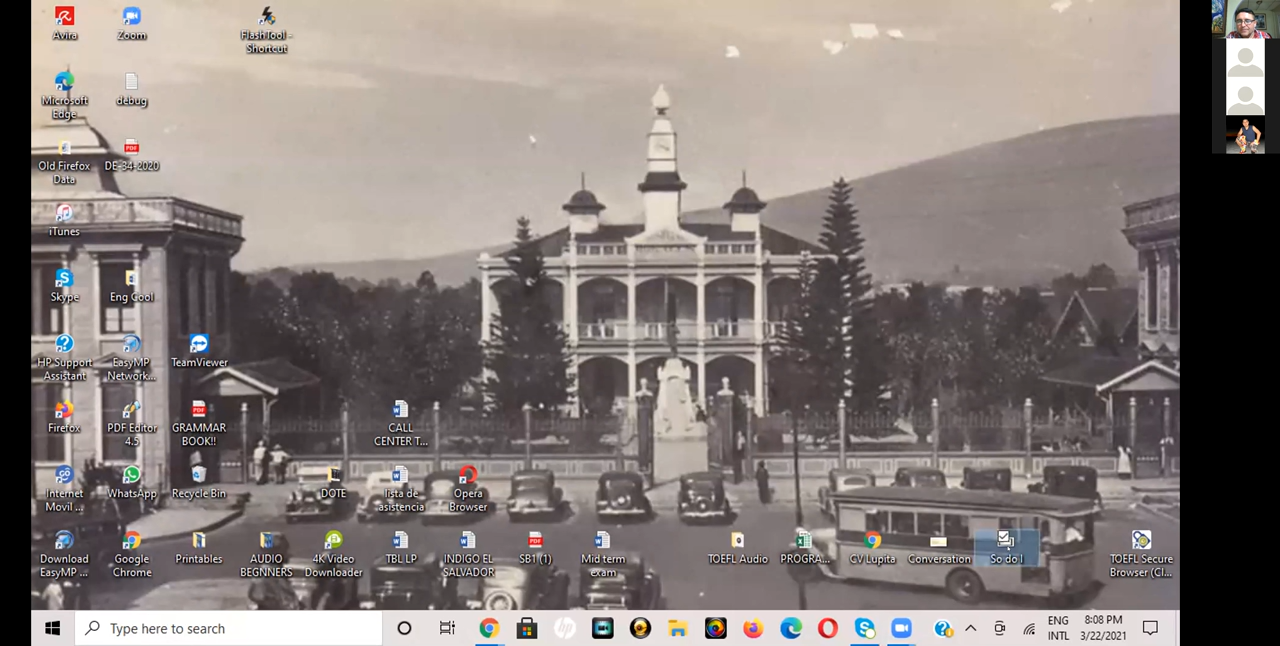 Avira
Zoom
FlashTool -
Shortcut
Microsoft
Edge
debug
Old Firefox
Data
DE-34-2020
iTunes
Skype
Eng Cool
HP Support
Assistant
EasyMP
Network...
TeamViewer
Firefox
PDF Editor
4.5
GRAMMAR
BOOK!!
CALL
CENTER T...
Internet
Movil ...
WhatsApp
Recycle Bin
DOTE
lista de
asistencia
Opera
Browser
Download
EasyMP ...
Google
Chrome
Printables
AUDIO
BEGINNERS
4K Video
Downloader
TBL LP
INDIGO EL
SALVADOR
SB1 (1)
Mid term
exam
TOEFL Audio
PROGRA...
CV Lupita
Conversation
So do I
TOEFL Secure
Browser (Cl...
Type here to search
ENG
INTL
8:08 PM
3/22/2021